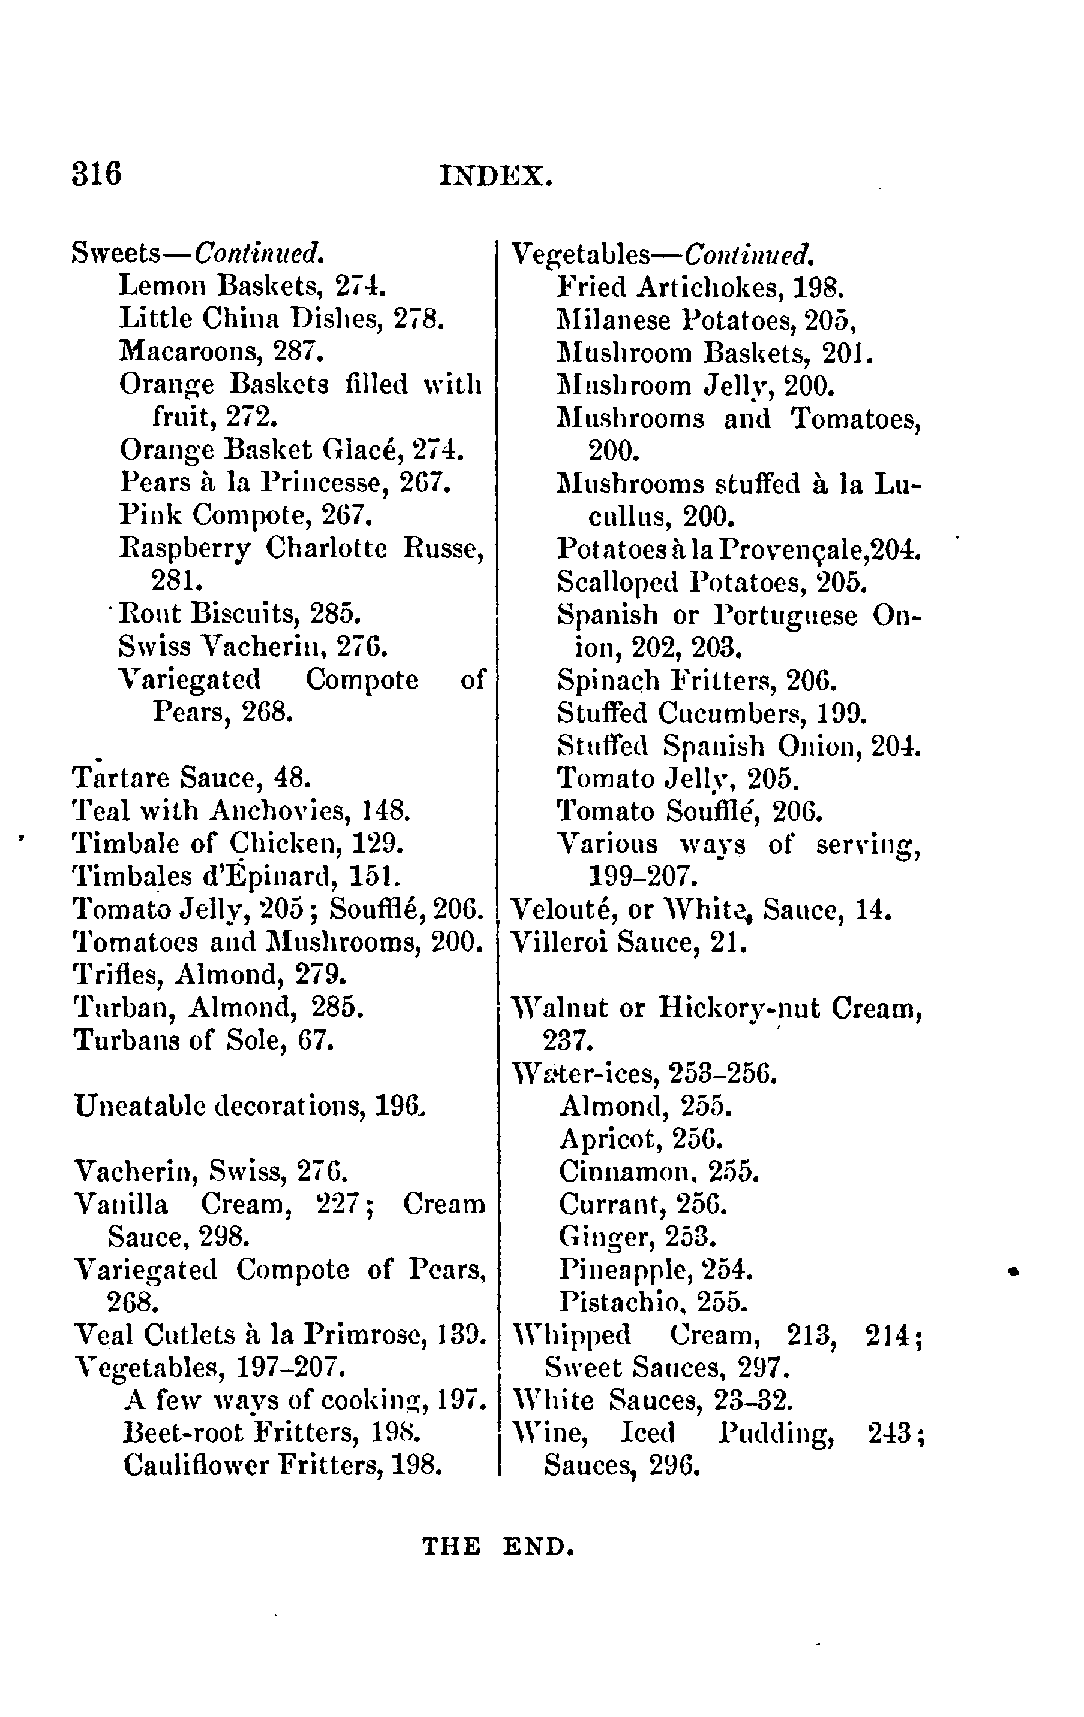 316 INDEX.
Sweets—Continued.
Lemon Baskets, 274.
Little China Dishes, 278.
Macaroons, 287.
Orange Baskets filled with
fruit, 272.
Orange Basket Glacé, 274.
Pears à la Princesse, 267.
Pink Compote, 267.
Raspberry Charlotte Russe,
281.
Rout Biscuits, 285.
Swiss Vacherin, 276.
Variegated Compote of
Pears, 268.
Tartare Sauce, 48.
Teal with Anchovies, 148.
Timbale of Chicken, 129.
Timbales d'Épinard, 151.
Tomato Jelly, 205; Soufflé, 206.
Tomatoes and Mushrooms, 200.
Trifles, Almond, 279.
Turban, Almond, 285.
Turbans of Sole, 67.
Uneatable decorations, 196.
Vacherin, Swiss, 276.
Vanilla Cream, 227; Cream
Sauce, 298.
Variegated Compote of Pears,
268.
Veal Cutlets à la Primrose, 139.
Vegetables, 197–207.
A few ways of cooking, 197.
Beet-root Fritters, 198.
Cauliflower Fritters, 198.
Vegetables—Continued.
Fried Artichokes, 198.
Milanese Potatoes, 205,
Mushroom Baskets, 201.
Mushroom Jelly, 200.
Mushrooms and Tomatoes,
200.
Mushrooms stuffed à la Lu-
cullus, 200.
Potatoes à la Provençale, 204.
Scalloped Potatoes, 205.
Spanish or Portuguese On-
ion, 202, 203.
Spinach Fritters, 206.
Stuffed Cucumbers, 199.
Stuffed Spanish Onion, 204.
Tomato Jelly, 205.
Tomato Soufflé, 206.
Various ways of serving,
199–207.
Velouté, or White, Sauce, 14.
Villeroi Sauce, 21.
Walnut or Hickory-nut Cream,
237.
Water-ices, 253–256.
Almond, 255.
Apricot, 256.
Cinnamon, 255.
Currant, 256.
Ginger, 253.
Pineapple, 254.
Pistachio, 255.
Whipped Cream, 213, 214;
Sweet Sauces, 297.
White Sauces, 23–32.
Wine, Iced Pudding, 243;
Sauces, 296.
THE END.